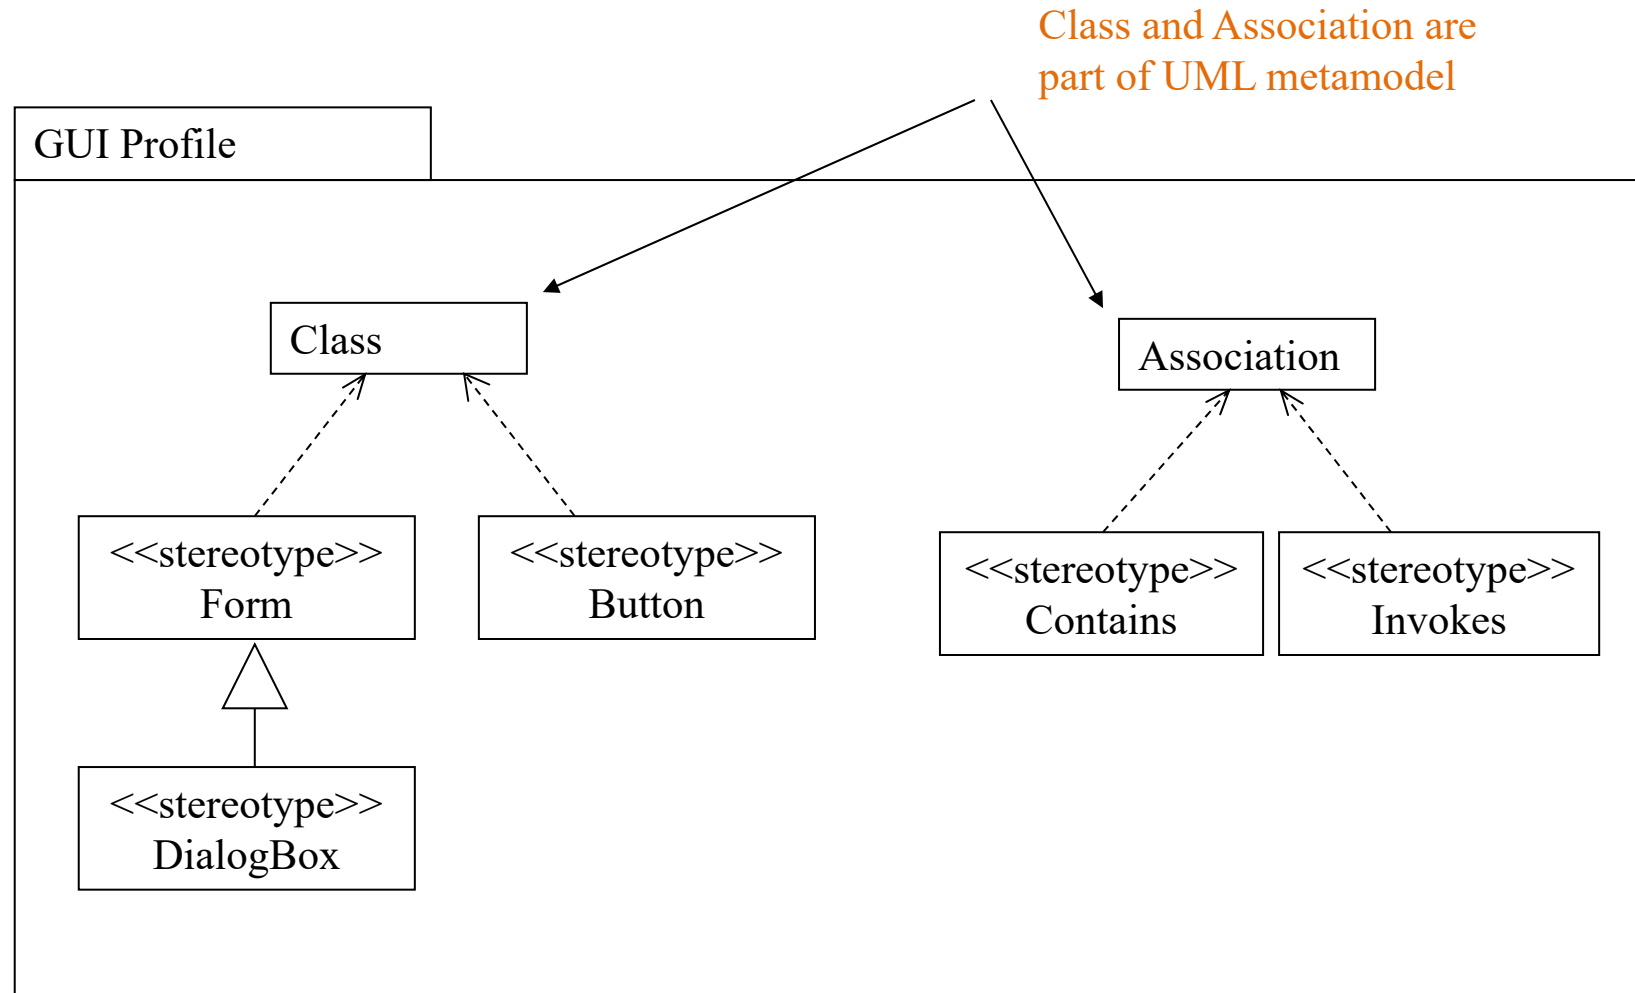 Class and Association are
part of UML metamodel
GUI Profile
Class
Association
<<stereotype>>
Form
<<stereotype>>
Button
<<stereotype>>
Contains
<<stereotype>>
Invokes
<<stereotype>>
DialogBox